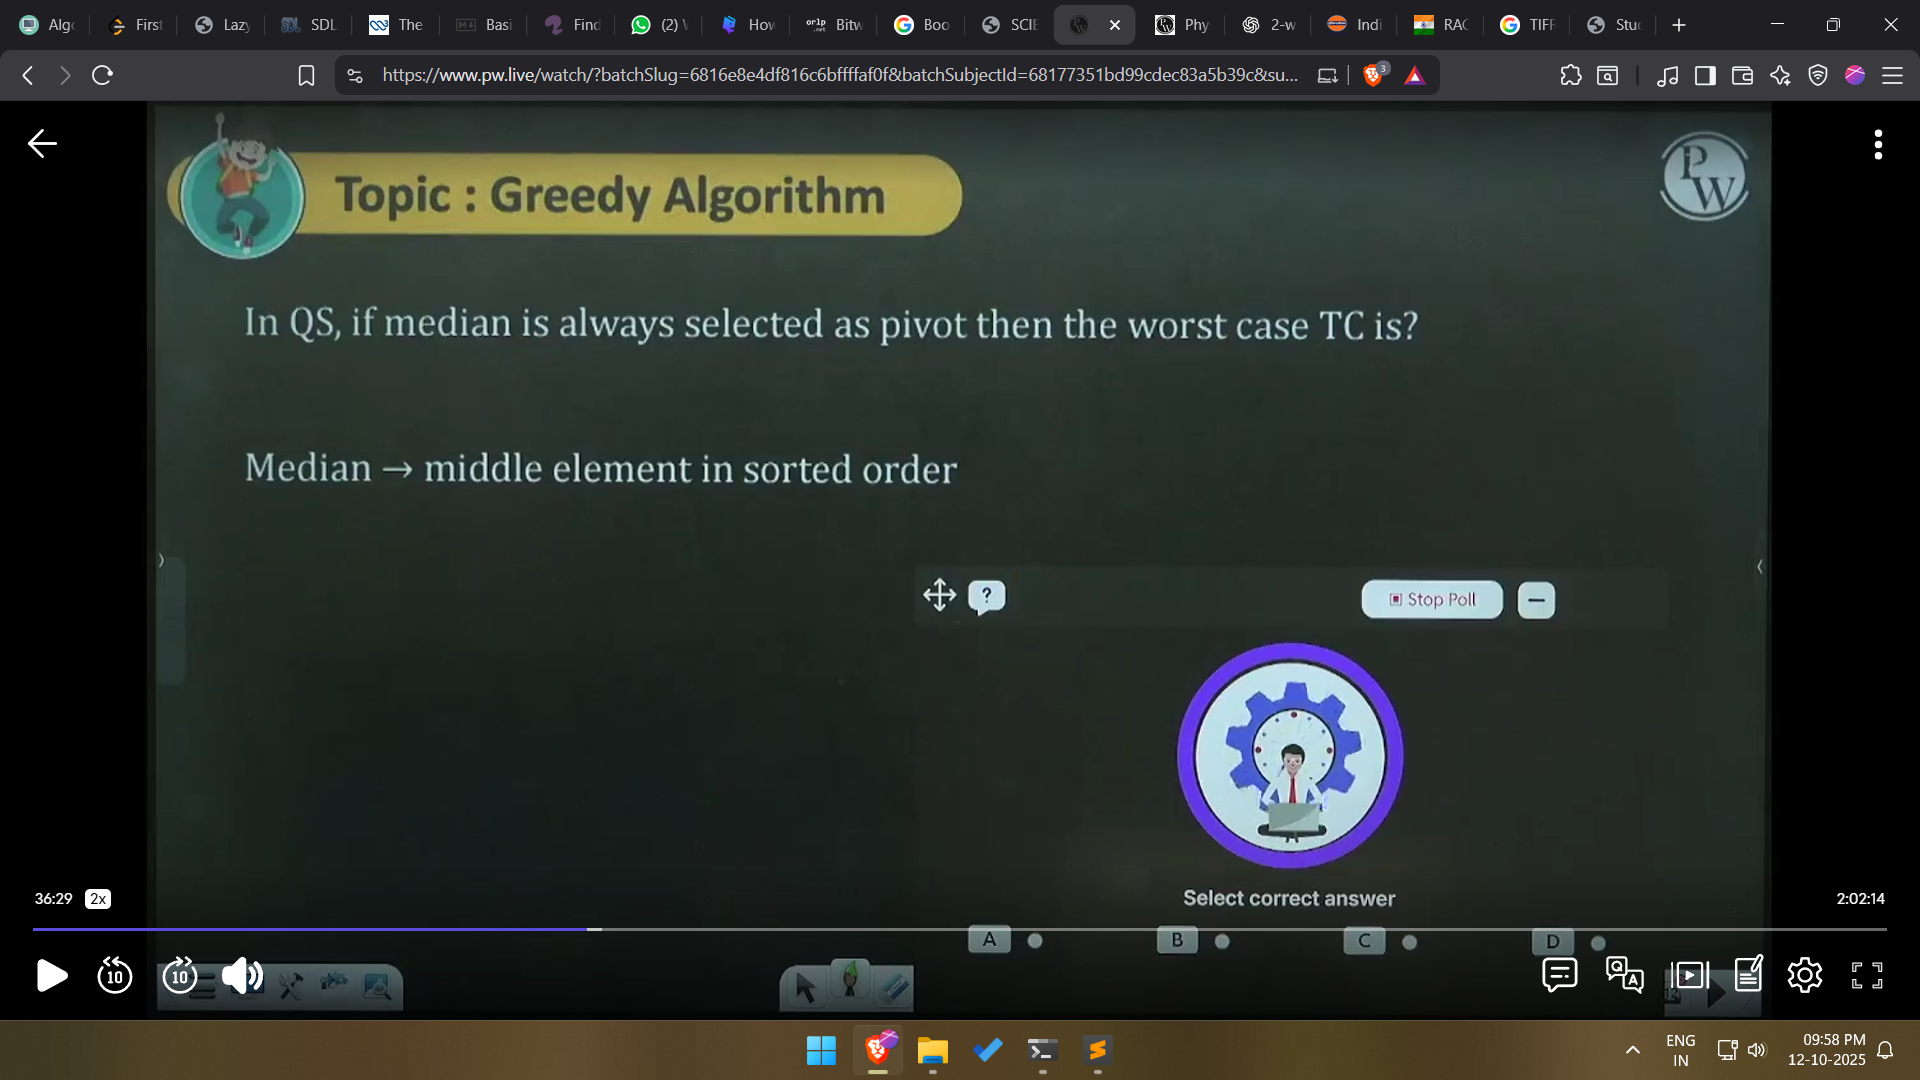 Algo
First
Lazy
SDL
The
Basi
Find
(2) W
How
Bitw
Boo
SCIE
Phy
2-w
Indi
RAC
TIFR
Stud
https://www.pw.live/watch/?batchSlug=6816e8e4df816c6bffffaf0f&batchSubjectId=68177351bd99cdec83a5b39c&su...
3
Topic : Greedy Algorithm
PW
In QS, if median is always selected as pivot then the worst case TC is?
Median → middle element in sorted order
?
Stop Poll
Select correct answer
36:29 2x
2:02:14
A B C D
10 10
ENG
IN
09:58 PM
12-10-2025